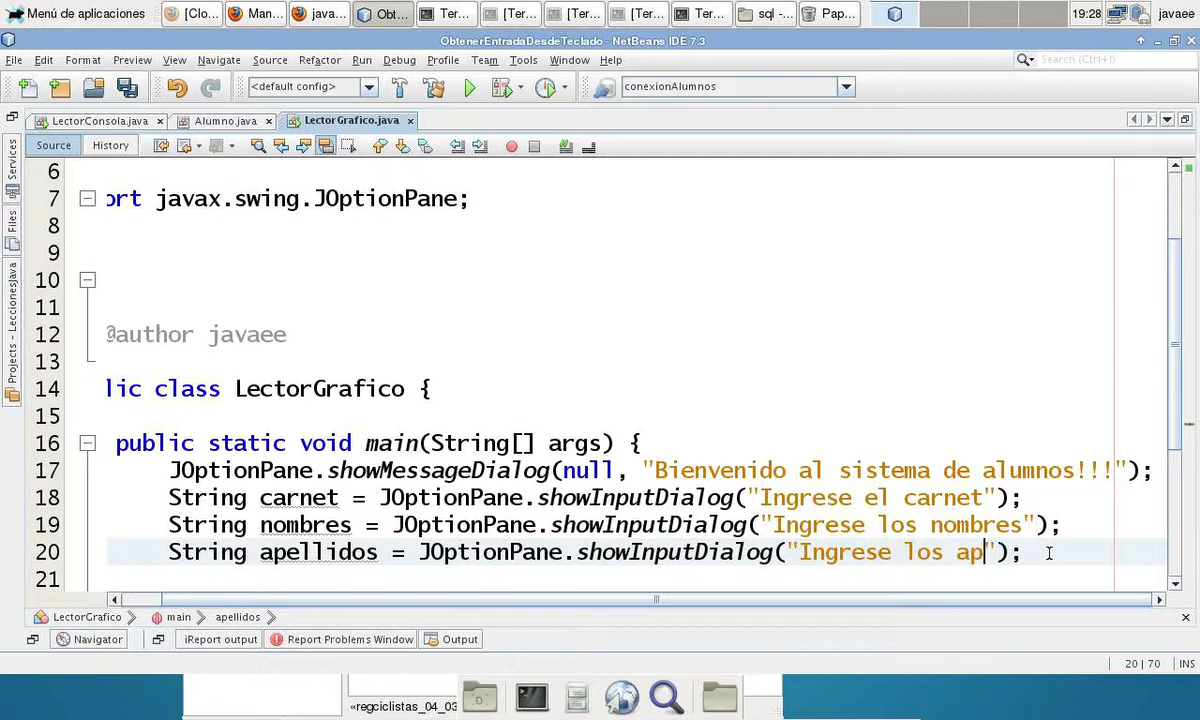 Menú de aplicaciones [Clo... Man... java... Obt... Ter... [Ter... [Ter... [Ter... Ter... sql -... Pap... 19:28 javaee
ObtenerEntradaDesdeTeclado - NetBeans IDE 7.3
File Edit Format Preview View Navigate Source Refactor Run Debug Profile Team Tools Window Help Search (Ctrl+I)
<default config> conexionAlumnos
LectorConsola.java Alumno.java LectorGrafico.java
Source History
Services
Files
Projects - LeccionesJava
6
7 ort javax.swing.JOptionPane;
8
9
10
11
12 @author javaee
13
14 lic class LectorGrafico {
15
16 public static void main(String[] args) {
17 JOptionPane.showMessageDialog(null, "Bienvenido al sistema de alumnos!!!");
18 String carnet = JOptionPane.showInputDialog("Ingrese el carnet");
19 String nombres = JOptionPane.showInputDialog("Ingrese los nombres");
20 String apellidos = JOptionPane.showInputDialog("Ingrese los ap");
21
LectorGrafico main apellidos
Navigator iReport output Report Problems Window Output
20 | 70 INS
«regciclistas_04_03